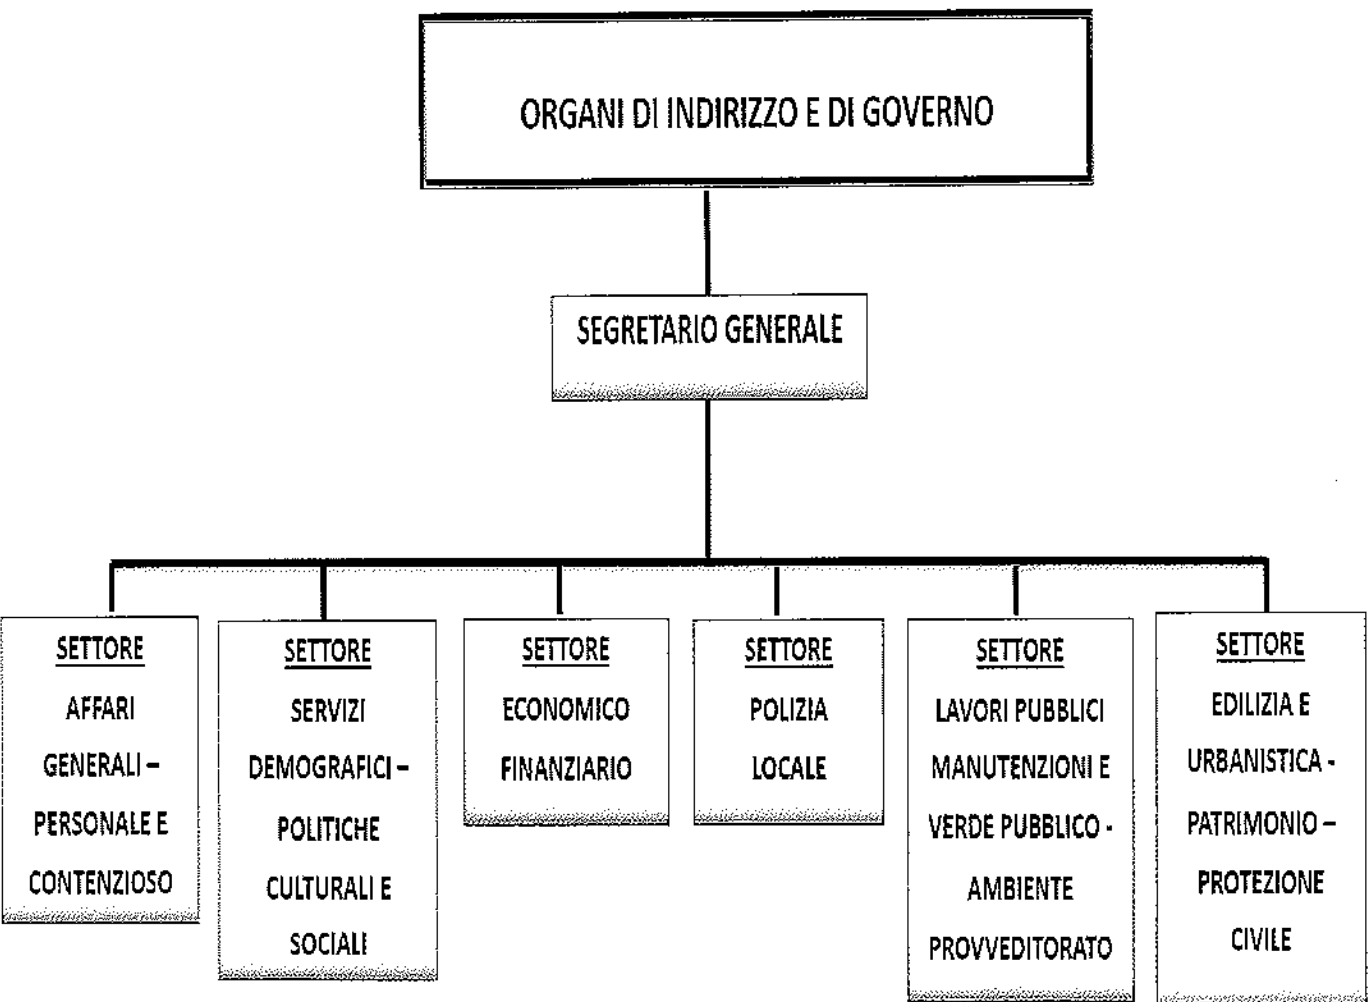 ORGANI DI INDIRIZZO E DI GOVERNO
SEGRETARIO GENERALE
SETTORE
AFFARI
GENERALI –
PERSONALE E
CONTENZIOSO
SETTORE
SERVIZI
DEMOGRAFICI –
POLITICHE
CULTURALI E
SOCIALI
SETTORE
ECONOMICO
FINANZIARIO
SETTORE
POLIZIA
LOCALE
SETTORE
LAVORI PUBBLICI
MANUTENZIONI E
VERDE PUBBLICO -
AMBIENTE
PROVVEDITORATO
SETTORE
EDILIZIA E
URBANISTICA -
PATRIMONIO –
PROTEZIONE
CIVILE